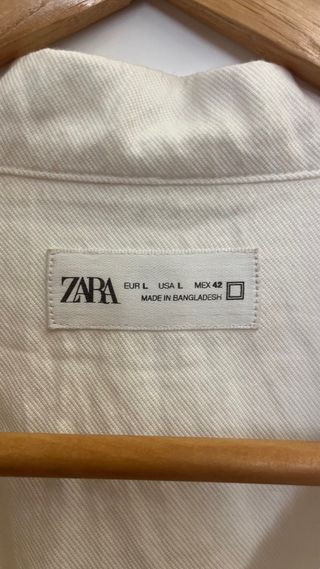 ZARA
EUR L USA L MEX 42
MADE IN BANGLADESH